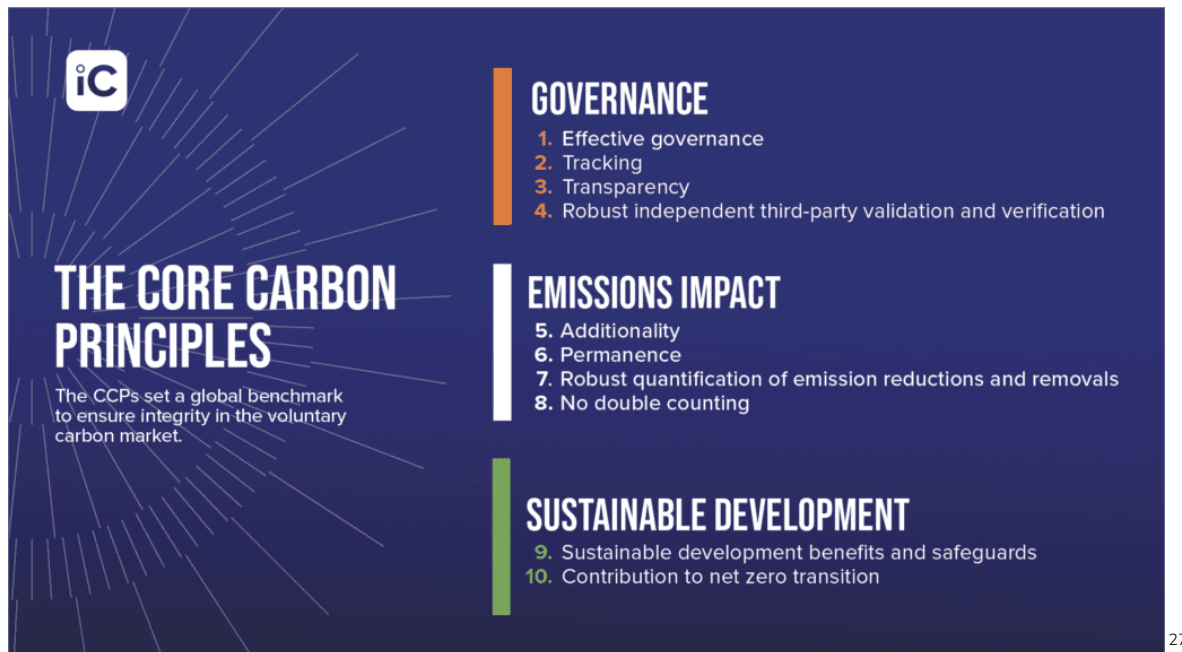 iC
THE CORE CARBON
PRINCIPLES
The CCPs set a global benchmark
to ensure integrity in the voluntary
carbon market.
GOVERNANCE
1. Effective governance
2. Tracking
3. Transparency
4. Robust independent third-party validation and verification
EMISSIONS IMPACT
5. Additionality
6. Permanence
7. Robust quantification of emission reductions and removals
8. No double counting
SUSTAINABLE DEVELOPMENT
9. Sustainable development benefits and safeguards
10. Contribution to net zero transition
27